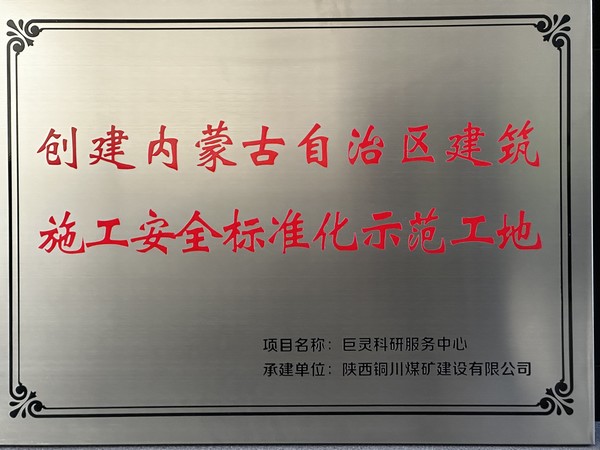 创建内蒙古自治区建筑
施工安全标准化示范工地
项目名称：巨灵科研服务中心
承建单位：陕西铜川煤矿建设有限公司